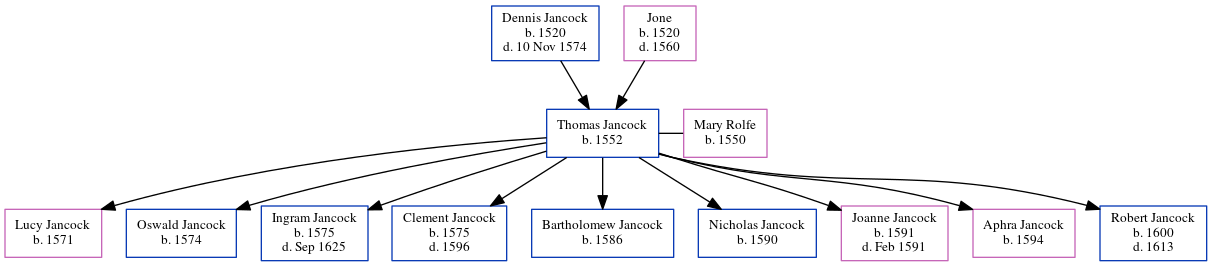 Dennis Jancock
b. 1520
d. 10 Nov 1574
Jone
b. 1520
d. 1560
Thomas Jancock
b. 1552
Mary Rolfe
b. 1550
Lucy Jancock
b. 1571
Oswald Jancock
b. 1574
Ingram Jancock
b. 1575
d. Sep 1625
Clement Jancock
b. 1575
d. 1596
Bartholomew Jancock
b. 1586
Nicholas Jancock
b. 1590
Joanne Jancock
b. 1591
d. Feb 1591
Aphra Jancock
b. 1594
Robert Jancock
b. 1600
d. 1613